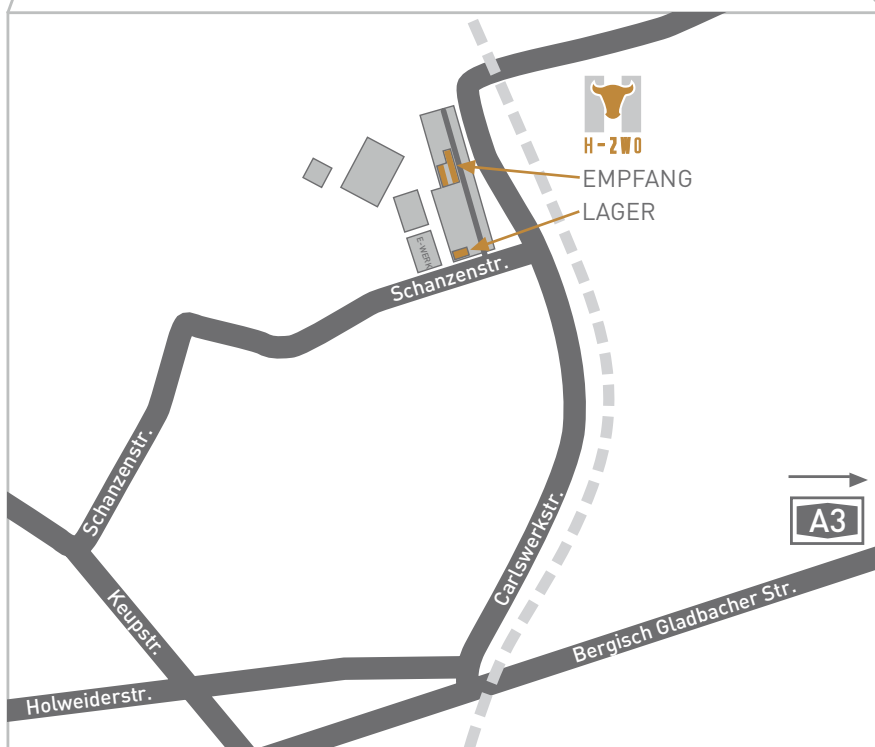 H-ZWO
EMPFANG
LAGER
E-WERK
Schanzenstr.
Schanzenstr.
A3
Carlswerkstr.
Keupstr.
Bergisch Gladbacher Str.
Holweiderstr.